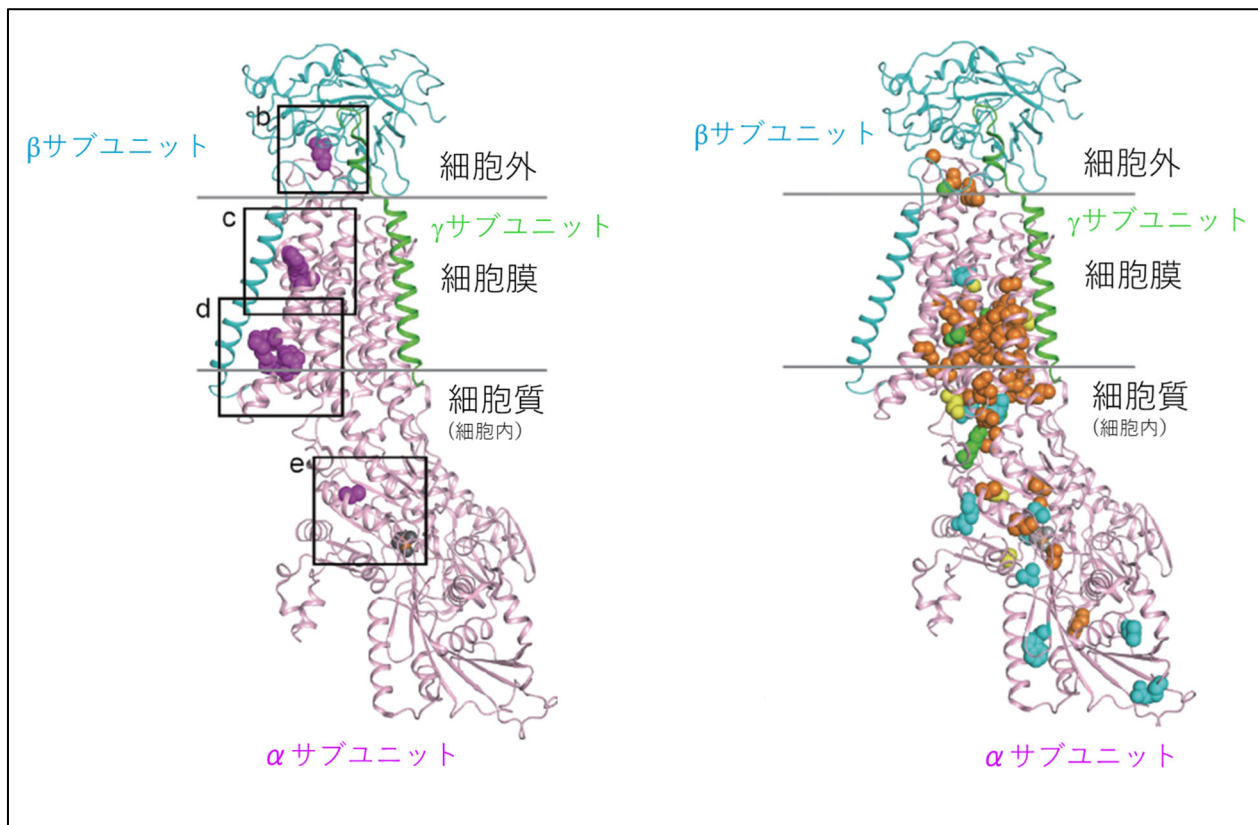 b
βサブユニット
細胞外
c
γサブユニット
細胞膜
d
細胞質
(細胞内)
e
αサブユニット
βサブユニット
細胞外
γサブユニット
細胞膜
細胞質
(細胞内)
αサブユニット